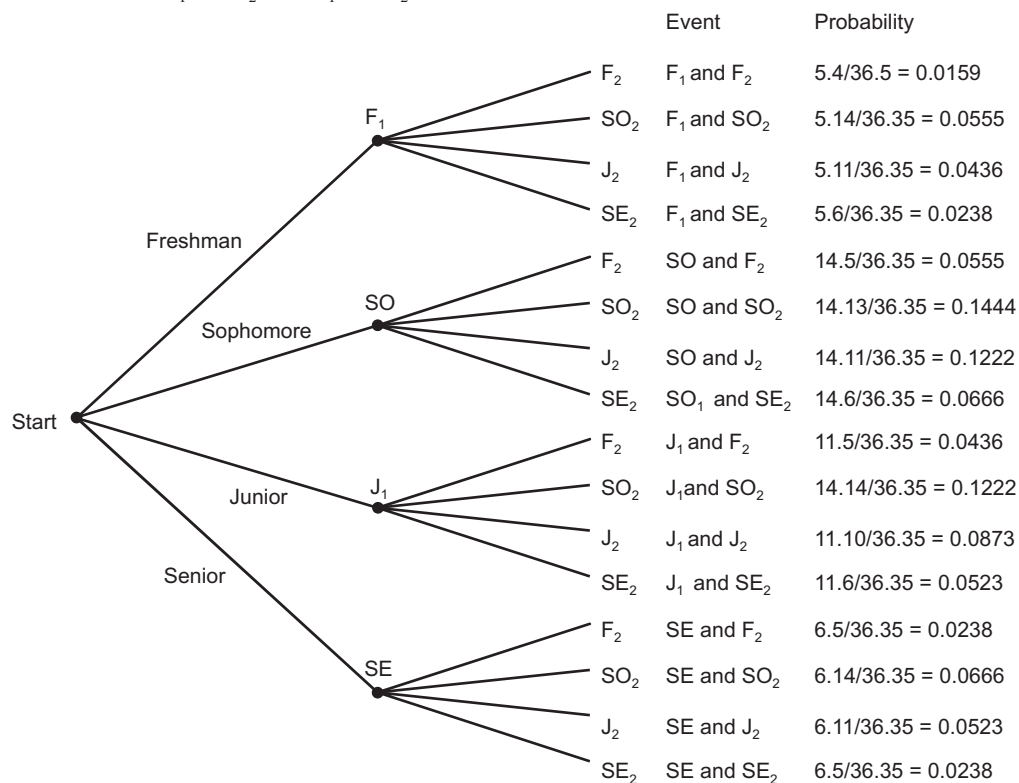 Event Probability
F₂ F₁ and F₂ 5.4/36.5 = 0.0159
F₁
SO₂ F₁ and SO₂ 5.14/36.35 = 0.0555
J₂ F₁ and J₂ 5.11/36.35 = 0.0436
SE₂ F₁ and SE₂ 5.6/36.35 = 0.0238
Freshman
F₂ SO and F₂ 14.5/36.35 = 0.0555
SO
SO₂ SO and SO₂ 14.13/36.35 = 0.1444
Sophomore
J₂ SO and J₂ 14.11/36.35 = 0.1222
SE₂ SO₁ and SE₂ 14.6/36.35 = 0.0666
Start
F₂ J₁ and F₂ 11.5/36.35 = 0.0436
J₁
SO₂ J₁and SO₂ 14.14/36.35 = 0.1222
Junior
J₂ J₁ and J₂ 11.10/36.35 = 0.0873
SE₂ J₁ and SE₂ 11.6/36.35 = 0.0523
Senior
F₂ SE and F₂ 6.5/36.35 = 0.0238
SE
SO₂ SE and SO₂ 6.14/36.35 = 0.0666
J₂ SE and J₂ 6.11/36.35 = 0.0523
SE₂ SE and SE₂ 6.5/36.35 = 0.0238